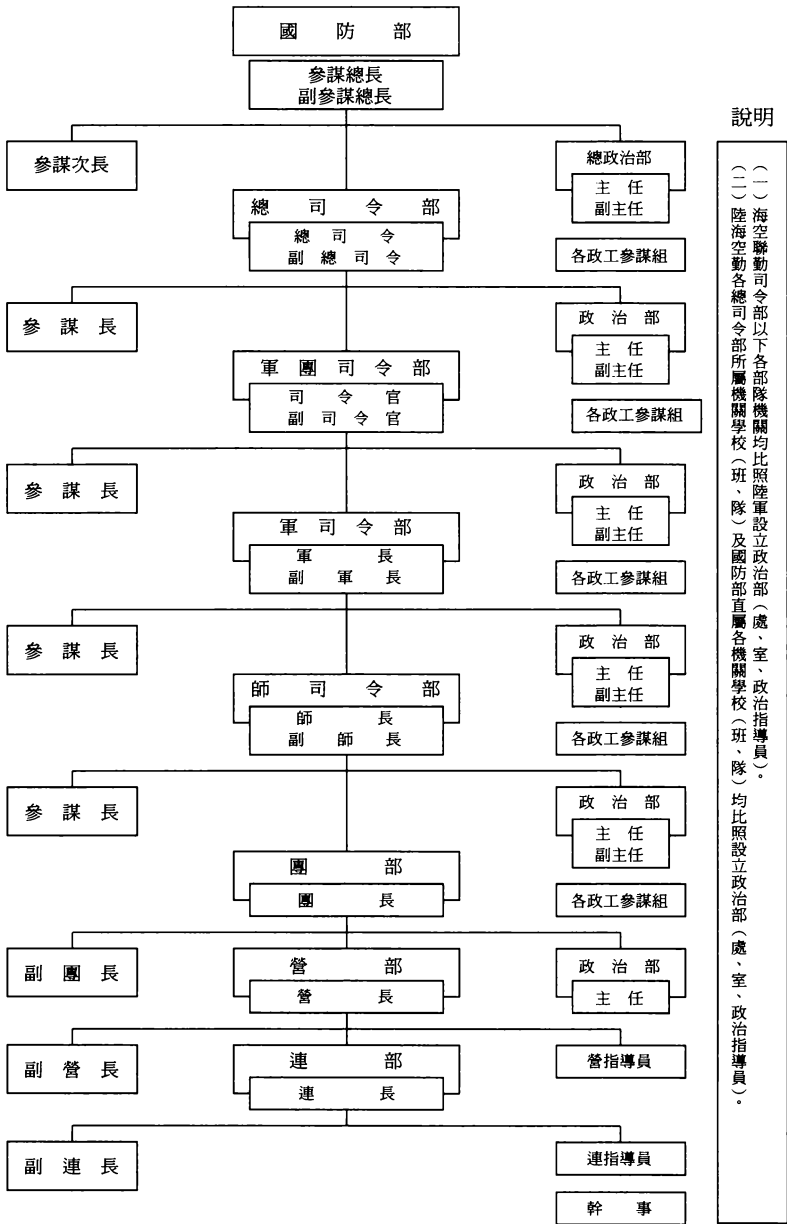 國防部
參謀總長
副參謀總長
說明
(一)海空聯勤司令部以下各部隊機關均比照陸軍設立政治部(處、室、政治指導員)。
(二)陸海空勤各總司令部所屬機關學校(班、隊)及國防部直屬各機關學校(班、隊)均比照設立政治部(處、室、政治指導員)。
參謀次長
總政治部
主任
副主任
總司令部
總司令
副總司令
各政工參謀組
參謀長
政治部
主任
副主任
軍團司令部
司令官
副司令官
各政工參謀組
參謀長
政治部
主任
副主任
軍司令部
軍長
副軍長
各政工參謀組
參謀長
政治部
主任
副主任
師司令部
師長
副師長
各政工參謀組
參謀長
政治部
主任
副主任
團部
團長
各政工參謀組
副團長
營部
營長
政治部
主任
副營長
連部
連長
營指導員
副連長
連指導員
幹事